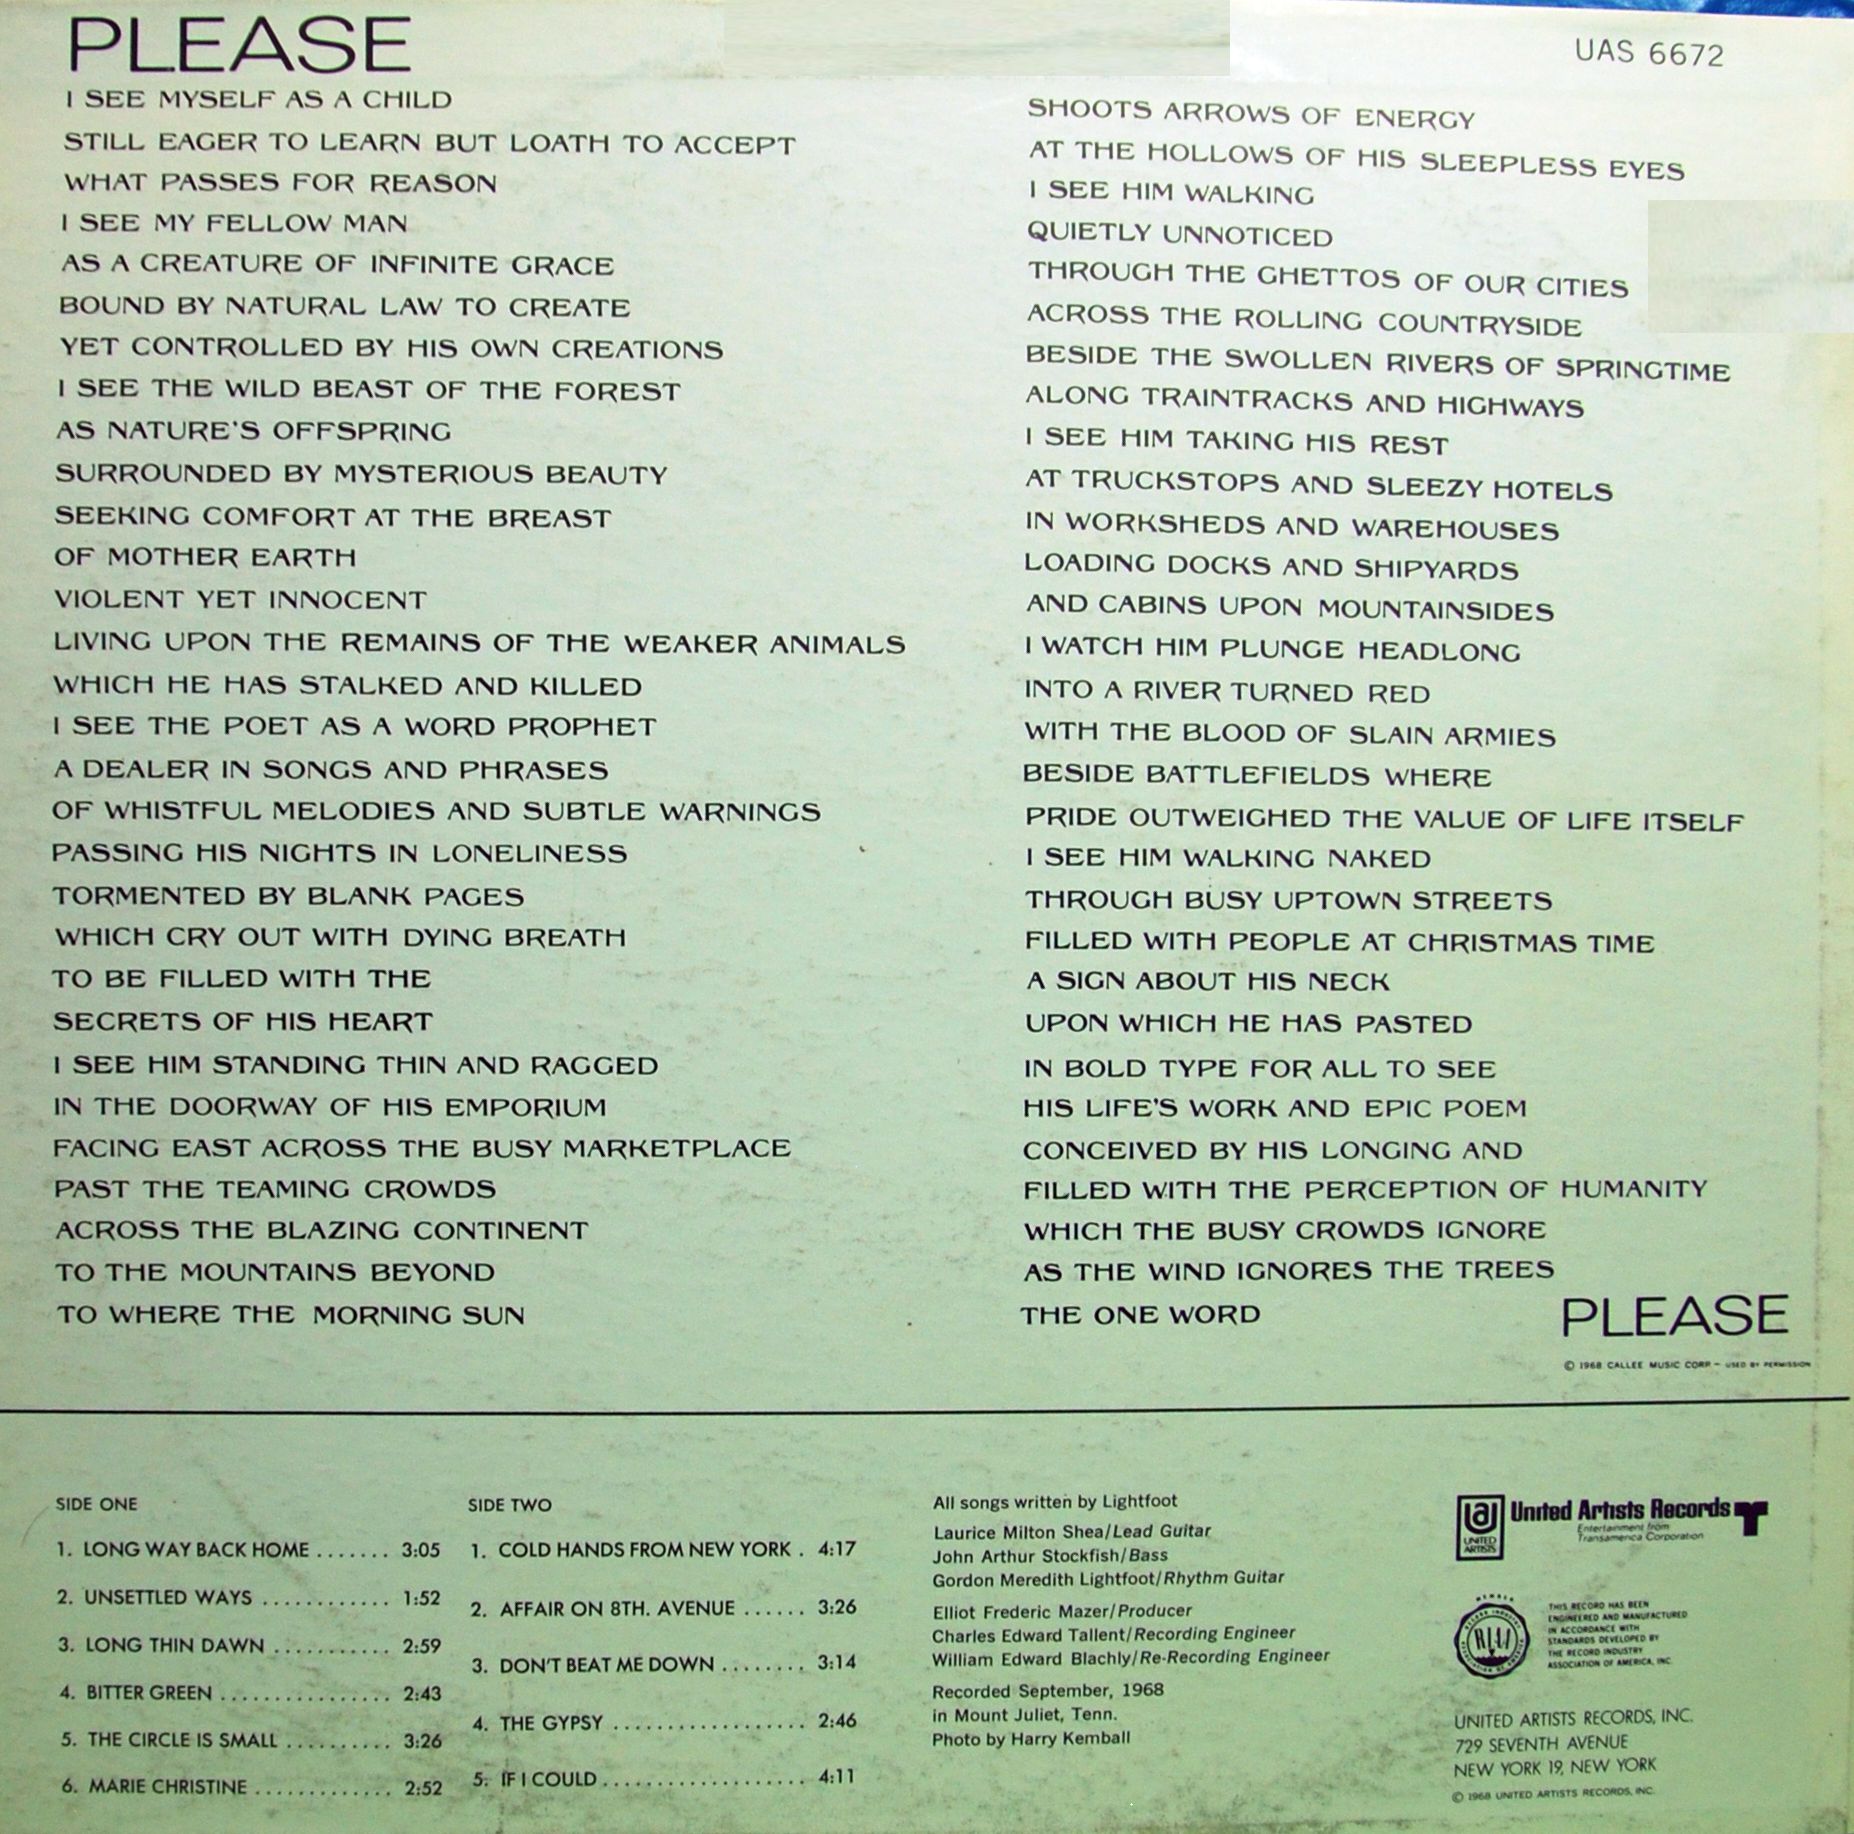 PLEASE
UAS 6672
I SEE MYSELF AS A CHILD
STILL EAGER TO LEARN BUT LOATH TO ACCEPT
WHAT PASSES FOR REASON
I SEE MY FELLOW MAN
AS A CREATURE OF INFINITE GRACE
BOUND BY NATURAL LAW TO CREATE
YET CONTROLLED BY HIS OWN CREATIONS
I SEE THE WILD BEAST OF THE FOREST
AS NATURE'S OFFSPRING
SURROUNDED BY MYSTERIOUS BEAUTY
SEEKING COMFORT AT THE BREAST
OF MOTHER EARTH
VIOLENT YET INNOCENT
LIVING UPON THE REMAINS OF THE WEAKER ANIMALS
WHICH HE HAS STALKED AND KILLED
I SEE THE POET AS A WORD PROPHET
A DEALER IN SONGS AND PHRASES
OF WHISTFUL MELODIES AND SUBTLE WARNINGS
PASSING HIS NIGHTS IN LONELINESS
TORMENTED BY BLANK PAGES
WHICH CRY OUT WITH DYING BREATH
TO BE FILLED WITH THE
SECRETS OF HIS HEART
I SEE HIM STANDING THIN AND RAGGED
IN THE DOORWAY OF HIS EMPORIUM
FACING EAST ACROSS THE BUSY MARKETPLACE
PAST THE TEAMING CROWDS
ACROSS THE BLAZING CONTINENT
TO THE MOUNTAINS BEYOND
TO WHERE THE MORNING SUN
SHOOTS ARROWS OF ENERGY
AT THE HOLLOWS OF HIS SLEEPLESS EYES
I SEE HIM WALKING
QUIETLY UNNOTICED
THROUGH THE GHETTOS OF OUR CITIES
ACROSS THE ROLLING COUNTRYSIDE
BESIDE THE SWOLLEN RIVERS OF SPRINGTIME
ALONG TRAINTRACKS AND HIGHWAYS
I SEE HIM TAKING HIS REST
AT TRUCKSTOPS AND SLEEZY HOTELS
IN WORKSHEDS AND WAREHOUSES
LOADING DOCKS AND SHIPYARDS
AND CABINS UPON MOUNTAINSIDES
I WATCH HIM PLUNGE HEADLONG
INTO A RIVER TURNED RED
WITH THE BLOOD OF SLAIN ARMIES
BESIDE BATTLEFIELDS WHERE
PRIDE OUTWEIGHED THE VALUE OF LIFE ITSELF
I SEE HIM WALKING NAKED
THROUGH BUSY UPTOWN STREETS
FILLED WITH PEOPLE AT CHRISTMAS TIME
A SIGN ABOUT HIS NECK
UPON WHICH HE HAS PASTED
IN BOLD TYPE FOR ALL TO SEE
HIS LIFE'S WORK AND EPIC POEM
CONCEIVED BY HIS LONGING AND
FILLED WITH THE PERCEPTION OF HUMANITY
WHICH THE BUSY CROWDS IGNORE
AS THE WIND IGNORES THE TREES
THE ONE WORD
PLEASE
© 1968 CALLEE MUSIC CORP – USED BY PERMISSION
SIDE ONE
1. LONG WAY BACK HOME ....... 3:05
2. UNSETTLED WAYS ............ 1:52
3. LONG THIN DAWN ........... 2:59
4. BITTER GREEN ................ 2:43
5. THE CIRCLE IS SMALL .......... 3:26
6. MARIE CHRISTINE ............. 2:52
SIDE TWO
1. COLD HANDS FROM NEW YORK . 4:17
2. AFFAIR ON 8TH. AVENUE ...... 3:26
3. DON'T BEAT ME DOWN ........ 3:14
4. THE GYPSY .................. 2:46
5. IF I COULD ................... 4:11
All songs written by Lightfoot
Laurice Milton Shea/Lead Guitar
John Arthur Stockfish/Bass
Gordon Meredith Lightfoot/Rhythm Guitar
Elliot Frederic Mazer/Producer
Charles Edward Tallent/Recording Engineer
William Edward Blachly/Re-Recording Engineer
Recorded September, 1968
in Mount Juliet, Tenn.
Photo by Harry Kemball
UNITED
ARTISTS
United Artists Records
Entertainment from
Transamerica Corporation
MEMBER
THIS RECORD HAS BEEN
ENGINEERED AND MANUFACTURED
IN ACCORDANCE WITH
STANDARDS DEVELOPED BY
THE RECORD INDUSTRY
ASSOCIATION OF AMERICA, INC.
UNITED ARTISTS RECORDS, INC.
729 SEVENTH AVENUE
NEW YORK 19, NEW YORK
© 1968 UNITED ARTISTS RECORDS, INC.